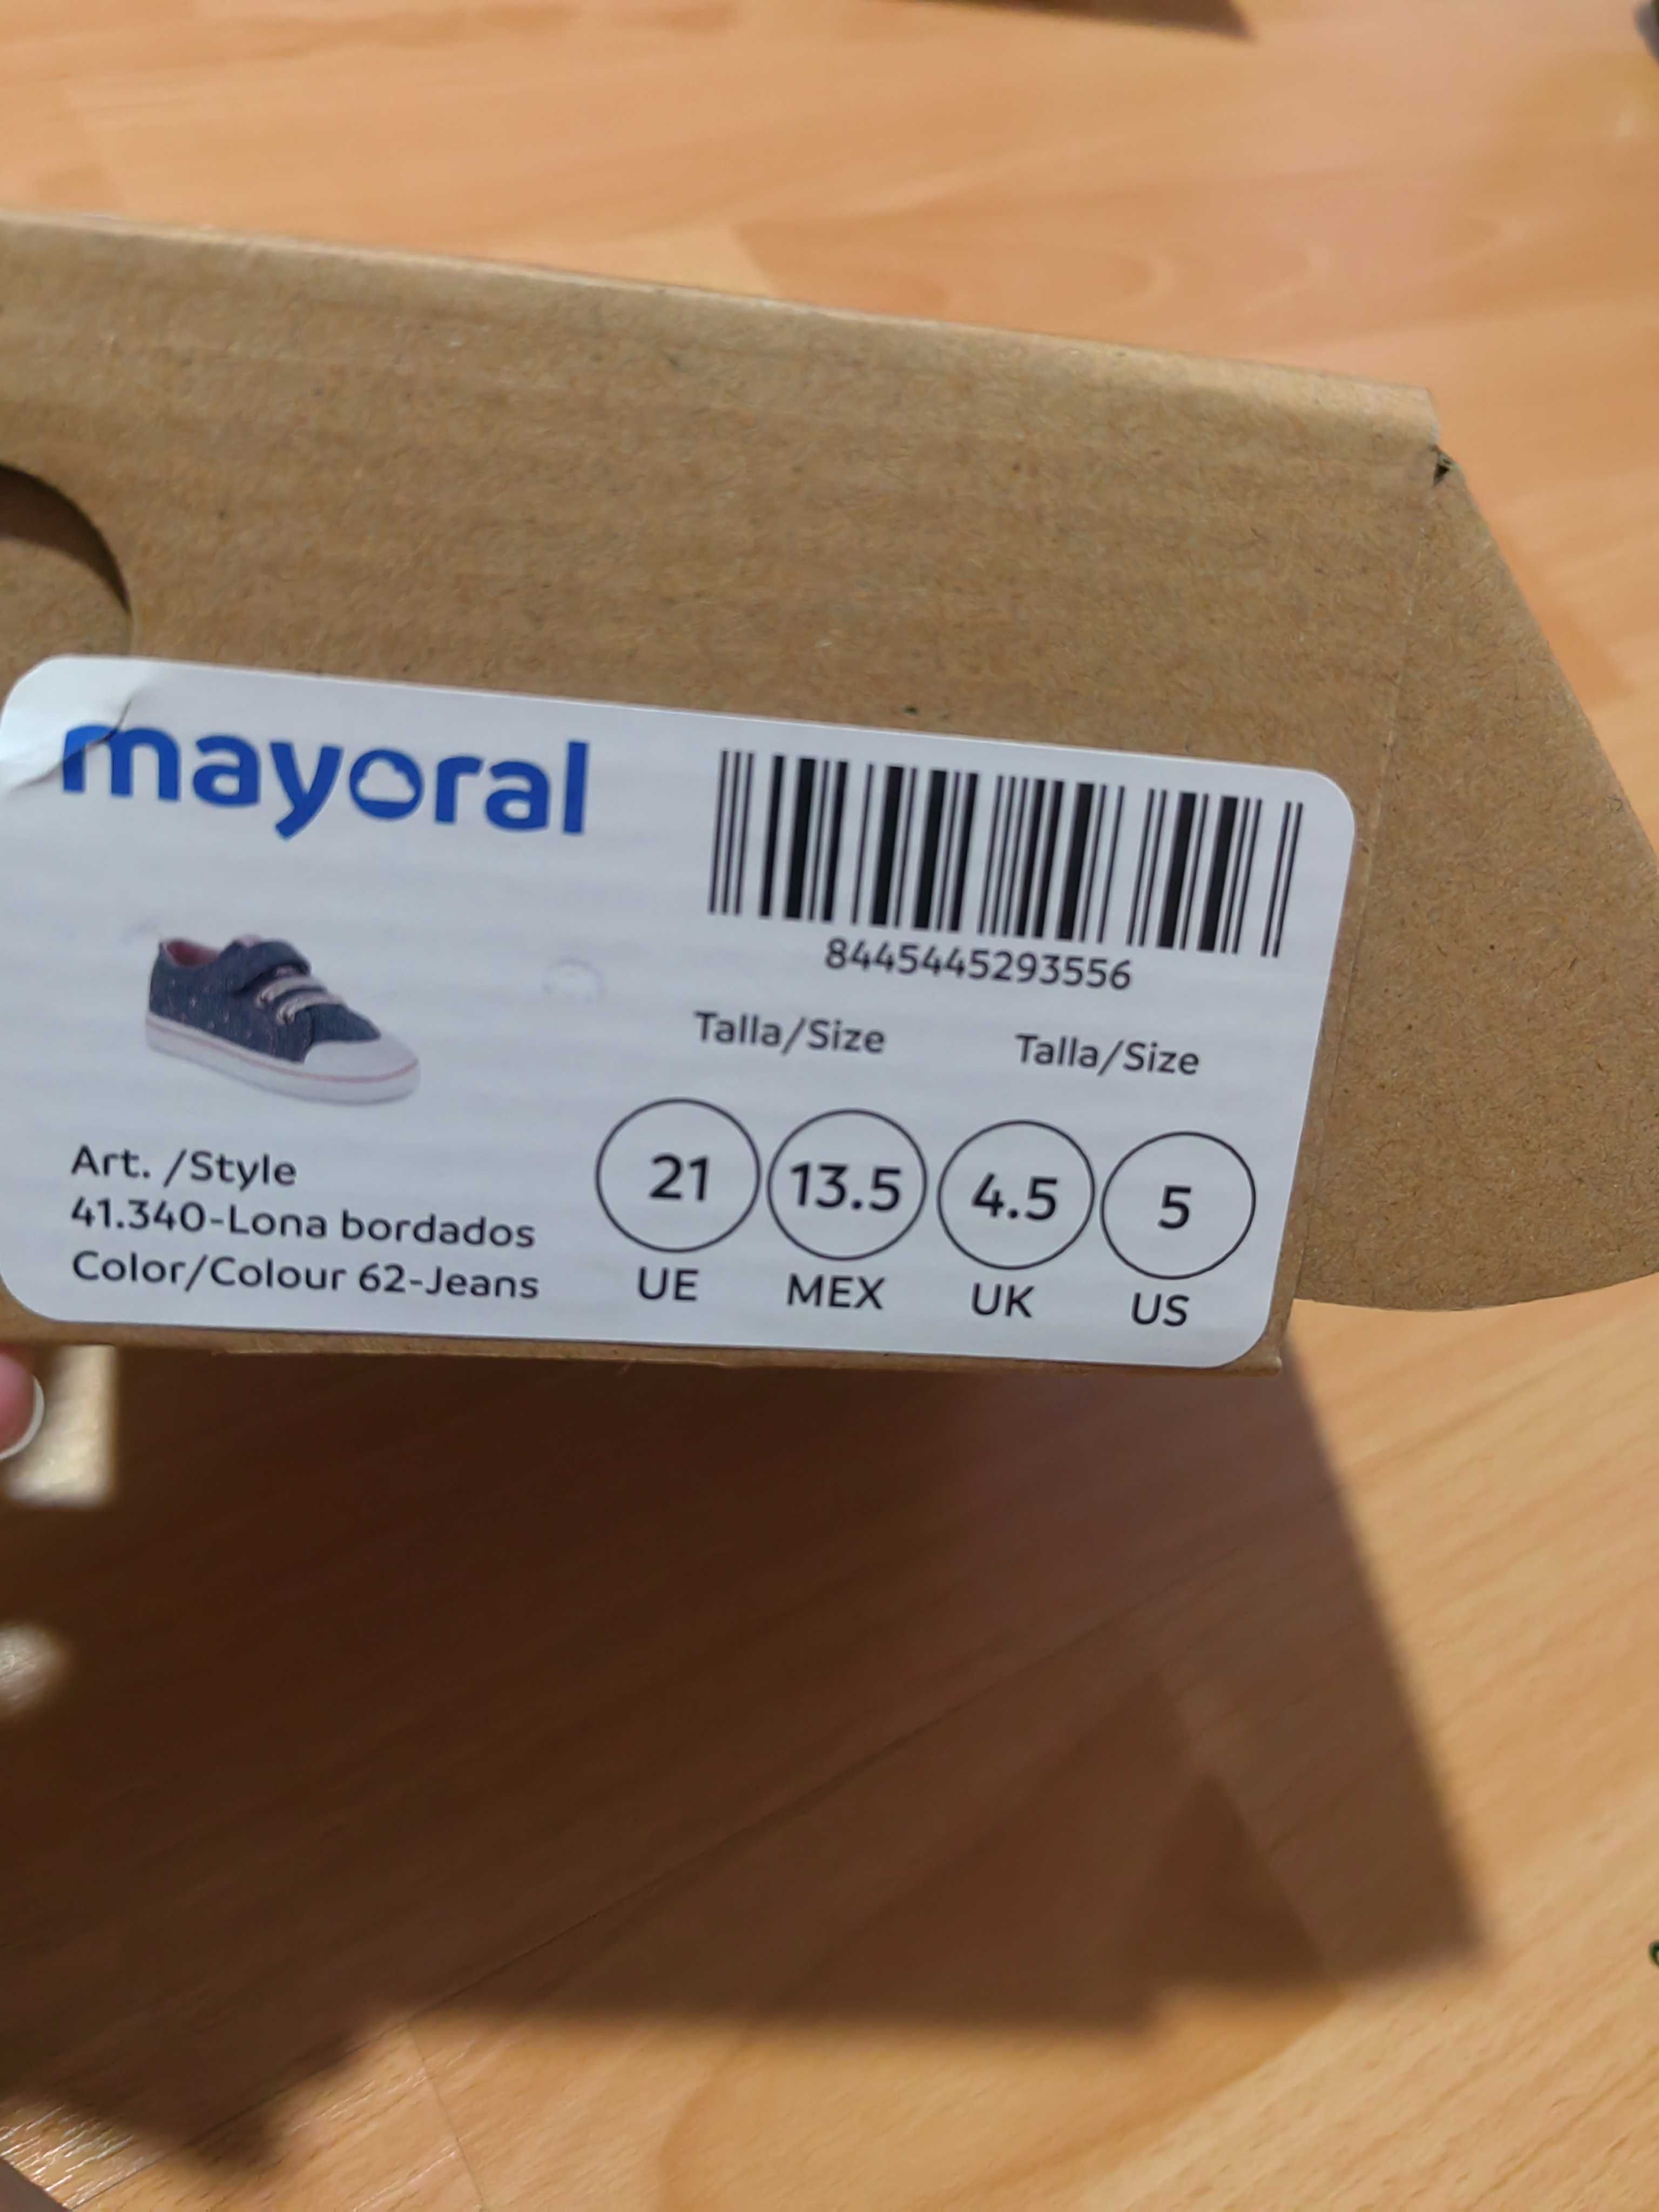 mayoral
8445445293556
Talla/Size Talla/Size
21 13.5 4.5 5
UE MEX UK US
Art. /Style
41.340-Lona bordados
Color/Colour 62-Jeans